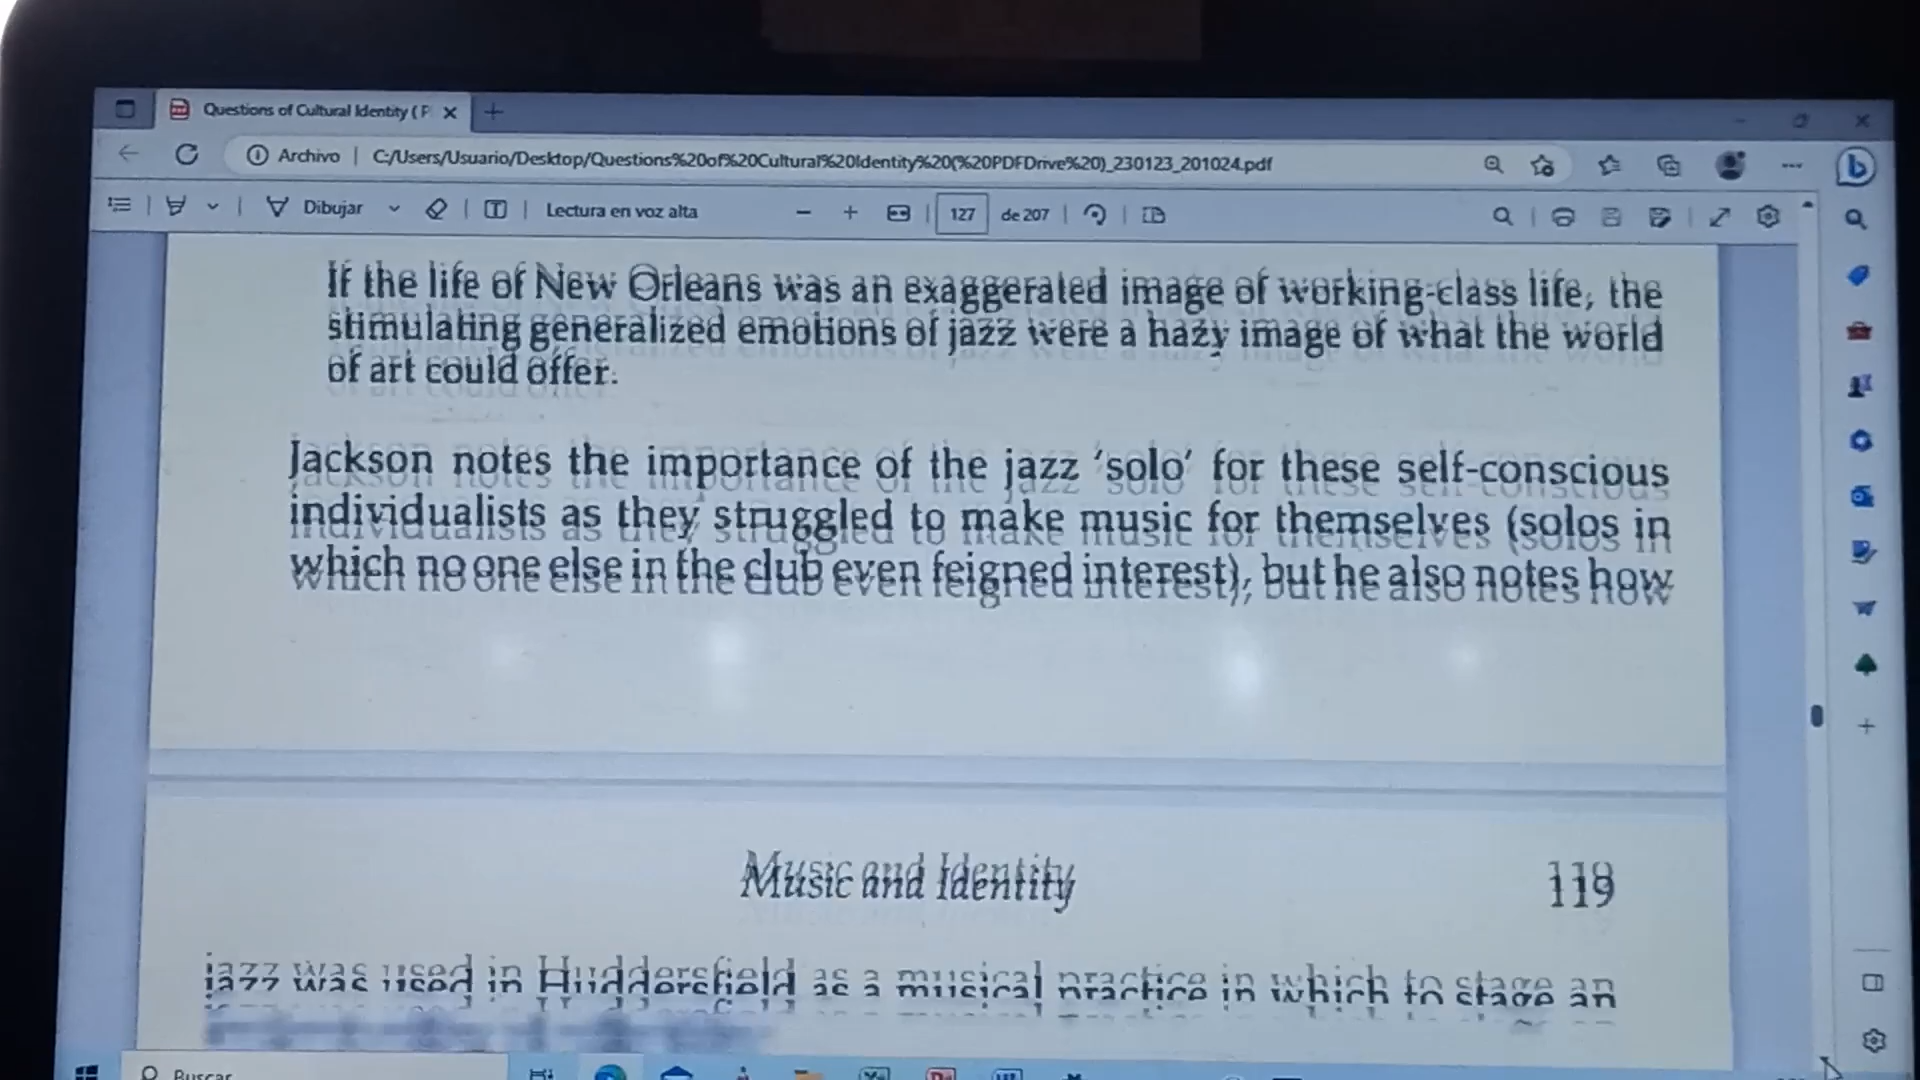 Questions of Cultural Identity ( P
Archivo | C:/Users/Usuario/Desktop/Questions%20of%20Cultural%20Identity%20(%20PDFDrive%20)_230123_201024.pdf
Dibujar Lectura en voz alta 127 de 207
If the life of New Orleans was an exaggerated image of working-class life, the
stimulating generalized emotions of jazz were a hazy image of what the world
of art could offer.
Jackson notes the importance of the jazz ‘solo’ for these self-conscious
individualists as they struggled to make music for themselves (solos in
which no one else in the club even feigned interest), but he also notes how
Music and Identity 119
jazz was used in Huddersfield as a musical practice in which to stage an
Buscar